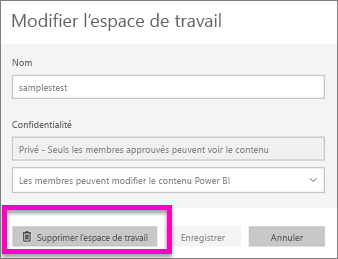 Modifier l'espace de travail
Nom
samplestest
Confidentialité
Privé - Seuls les membres approuvés peuvent voir le contenu
Les membres peuvent modifier le contenu Power BI
Supprimer l'espace de travail Enregistrer Annuler